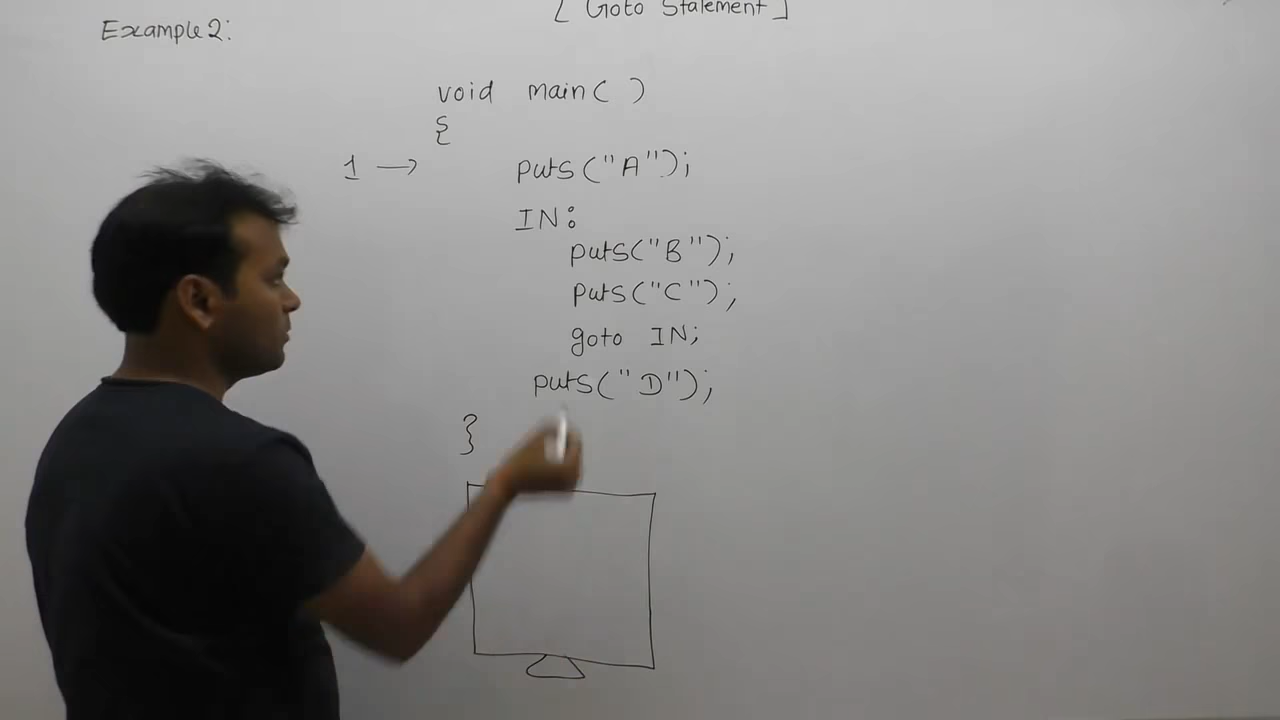 [ Goto Statement ]
Example 2:
void main( )
{
1 → puts("A");
IN:
puts("B");
puts("C");
goto IN;
puts("D");
}